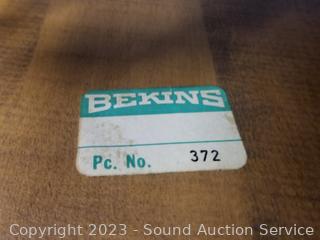 BEKINS
Pc. No. 372
Copyright 2023 - Sound Auction Service